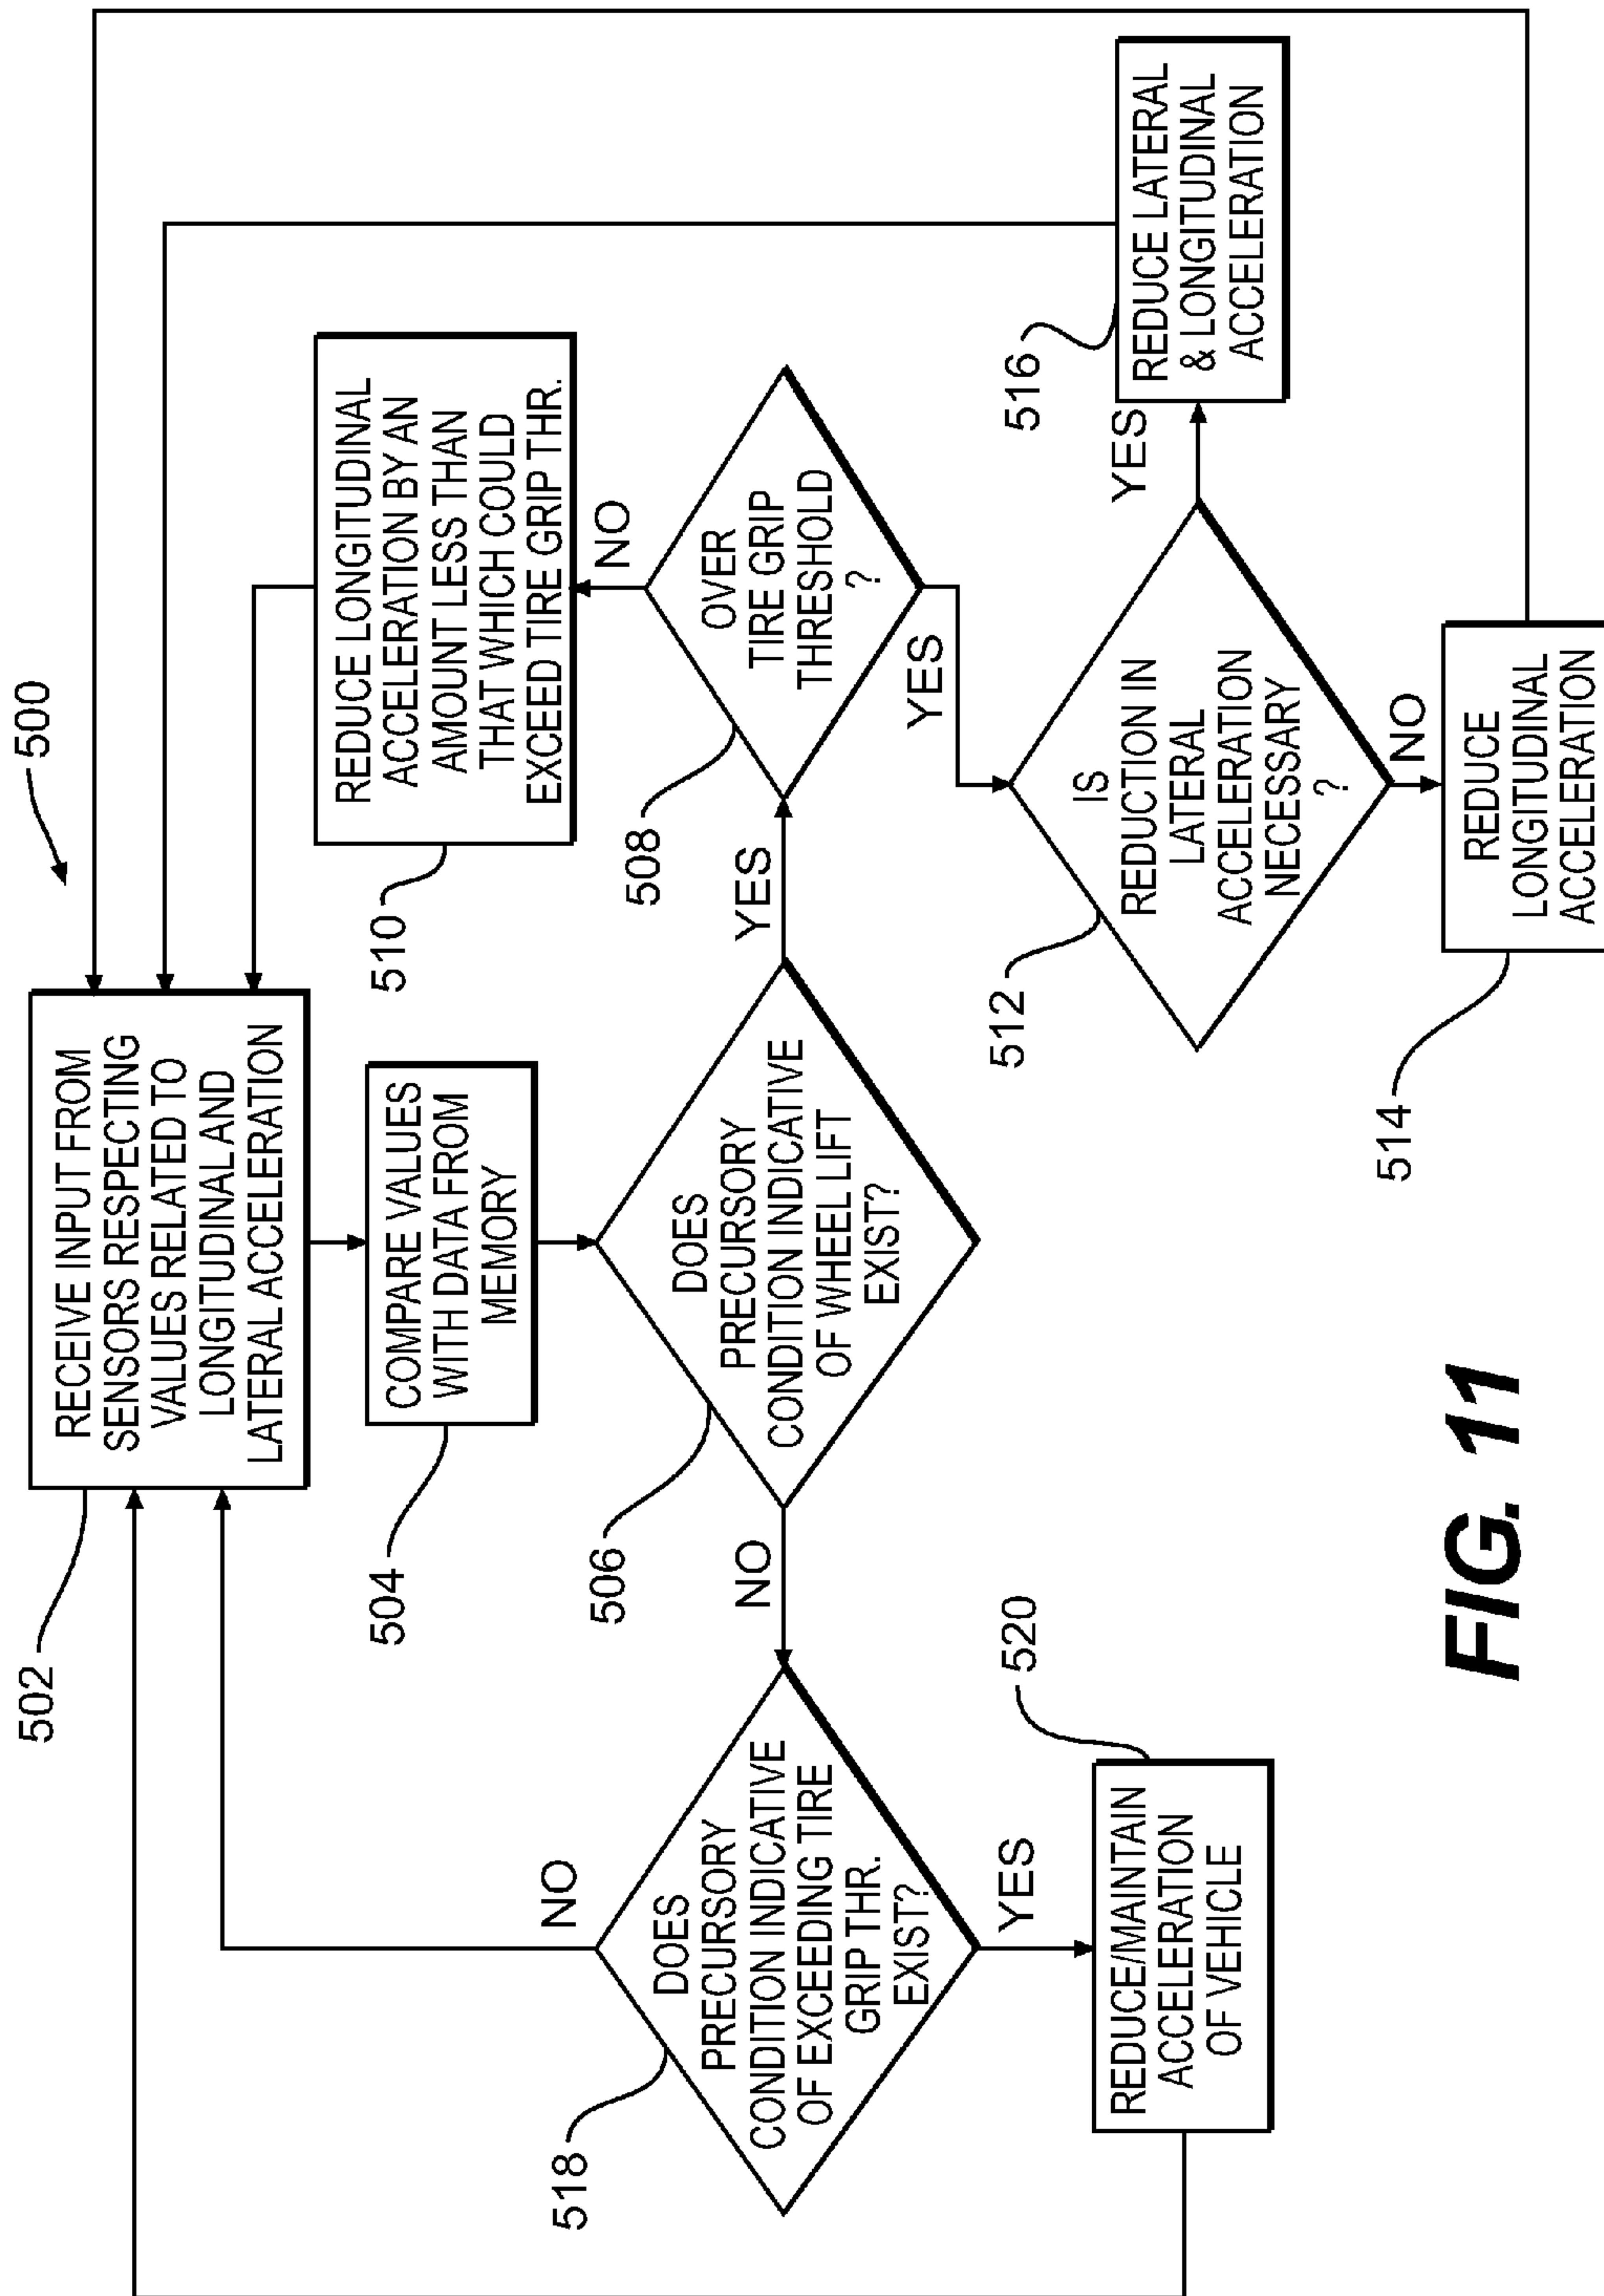 500
502
RECEIVE INPUT FROM
SENSORS RESPECTING
VALUES RELATED TO
LONGITUDINAL AND
LATERAL ACCELERATION
504
COMPARE VALUES
WITH DATA FROM
MEMORY
506
DOES
PRECURSORY
CONDITION INDICATIVE
OF WHEEL LIFT
EXIST?
NO
YES
518
DOES
PRECURSORY
CONDITION INDICATIVE
OF EXCEEDING TIRE
GRIP THR.
EXIST?
NO
YES
520
REDUCE/MAINTAIN
ACCELERATION
OF VEHICLE
508
OVER
TIRE GRIP
THRESHOLD
?
NO
YES
510
REDUCE LONGITUDINAL
ACCELERATION BY AN
AMOUNT LESS THAN
THAT WHICH COULD
EXCEED TIRE GRIP THR.
512
IS
REDUCTION IN
LATERAL
ACCELERATION
NECESSARY
?
YES
NO
516
REDUCE LATERAL
& LONGITUDINAL
ACCELERATION
514
REDUCE
LONGITUDINAL
ACCELERATION
FIG. 11